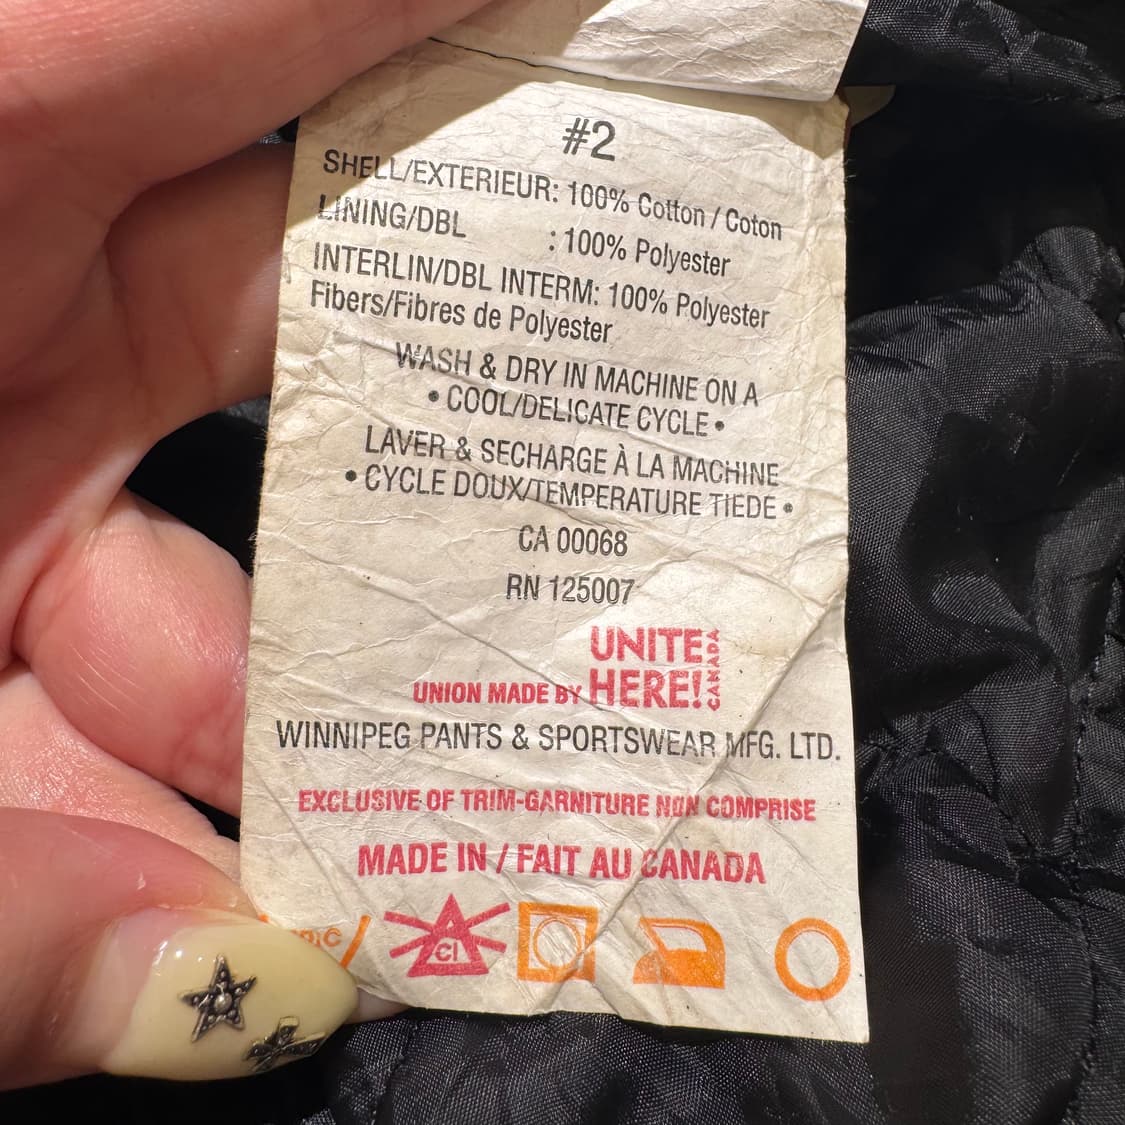 #2
SHELL/EXTERIEUR: 100% Cotton / Coton
LINING/DBL : 100% Polyester
INTERLIN/DBL INTERM: 100% Polyester
Fibers/Fibres de Polyester
WASH & DRY IN MACHINE ON A
• COOL/DELICATE CYCLE •
LAVER & SECHARGE À LA MACHINE
• CYCLE DOUX/TEMPERATURE TIEDE •
CA 00068
RN 125007
UNION MADE BY UNITE HERE! CANADA
WINNIPEG PANTS & SPORTSWEAR MFG. LTD.
EXCLUSIVE OF TRIM-GARNITURE NON COMPRISE
MADE IN / FAIT AU CANADA
Cl